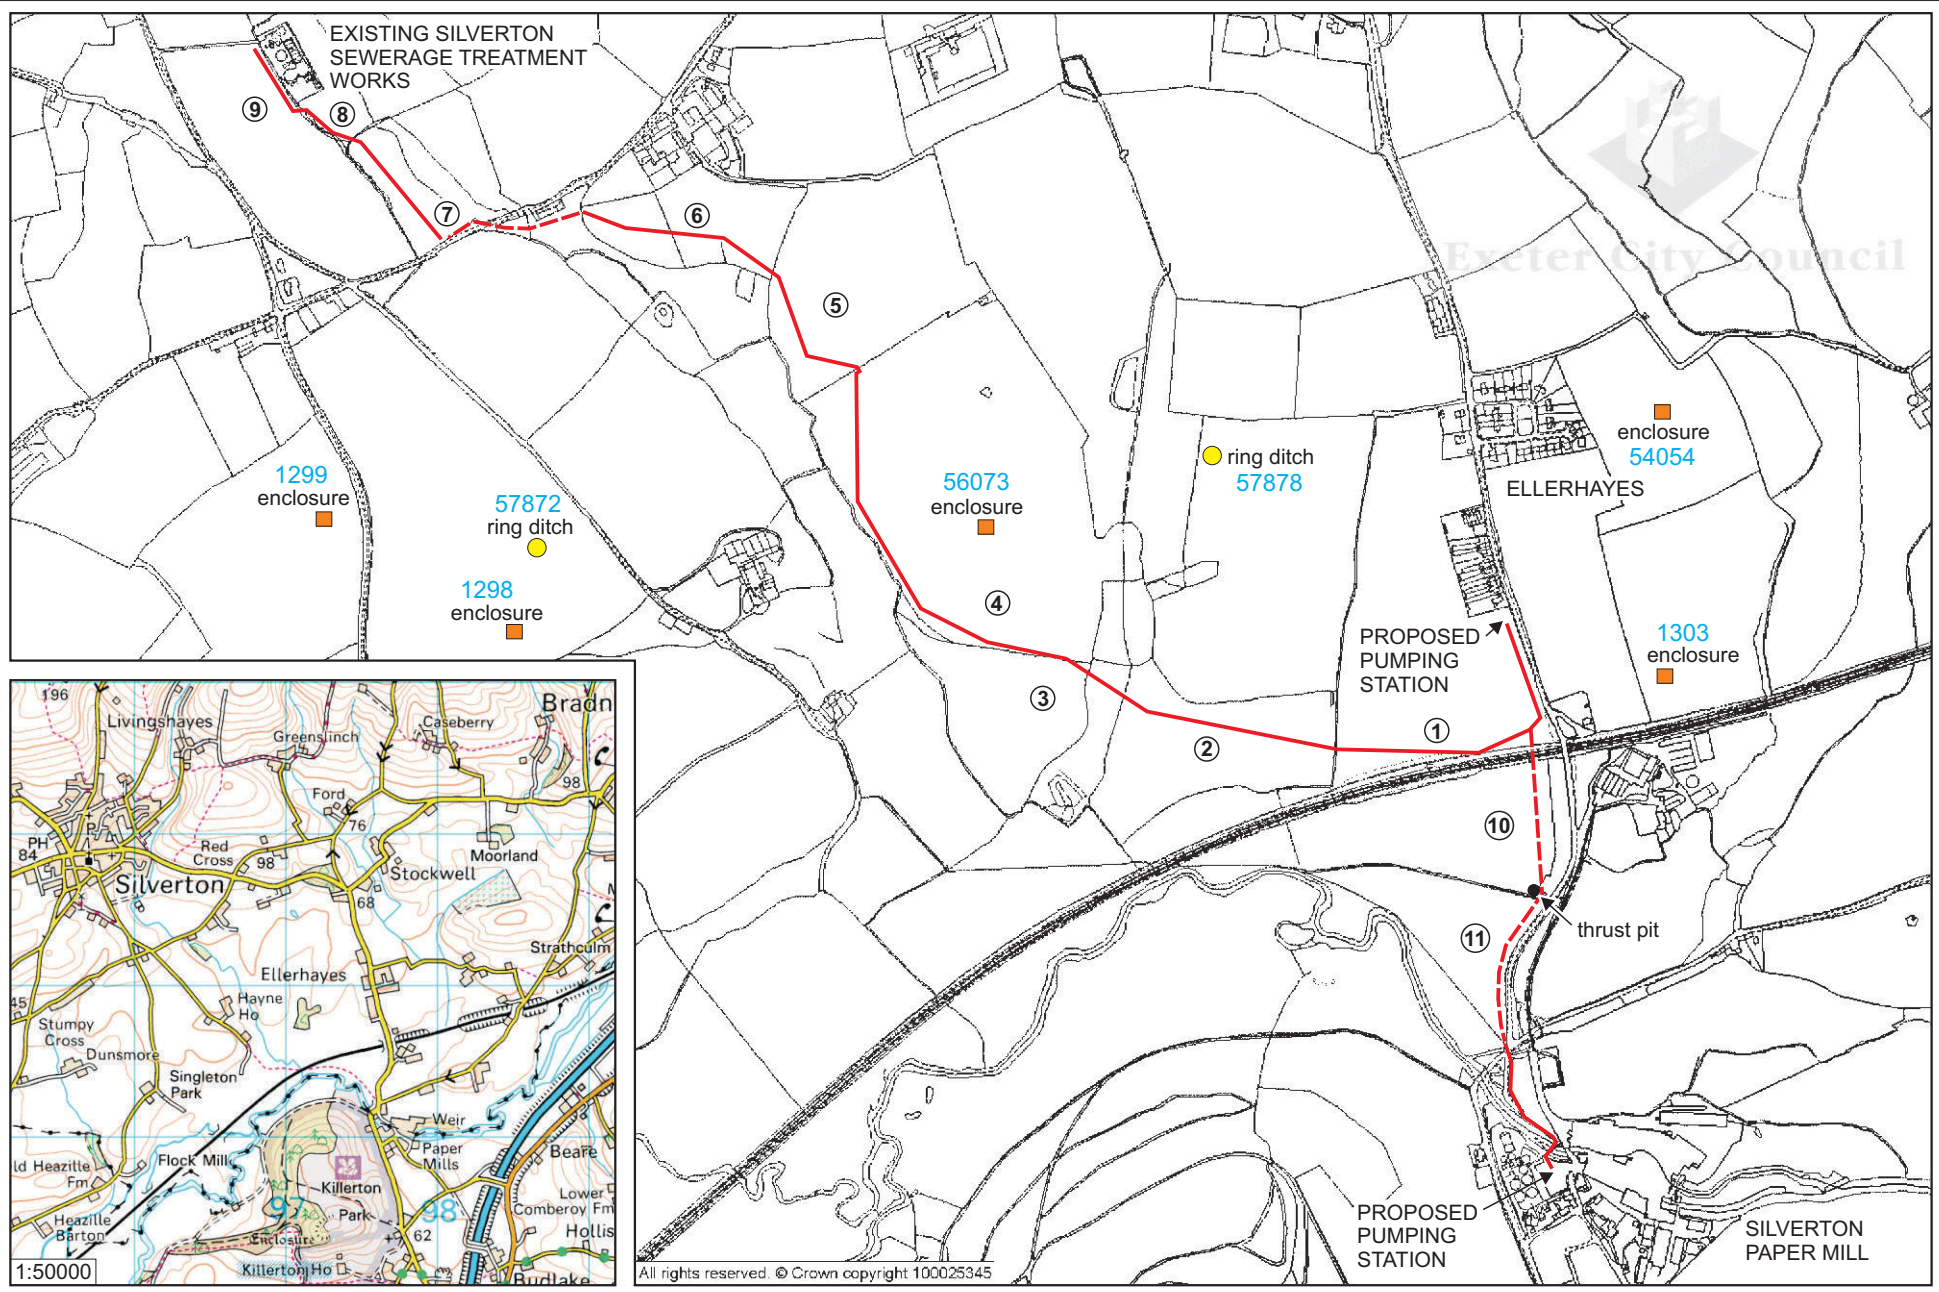 EXISTING SILVERTON
SEWERAGE TREATMENT
WORKS
9
8
7
6
5
Exeter City Council
1299
enclosure
57872
ring ditch
1298
enclosure
56073
enclosure
ring ditch
57878
enclosure
54054
ELLERHAYES
4
3
2
1
PROPOSED
PUMPING
STATION
1303
enclosure
10
11
thrust pit
PROPOSED
PUMPING
STATION
SILVERTON
PAPER MILL
All rights reserved. © Crown copyright 100025345
196
Livingshayes
Greenslinch
Caseberry
Bradn
98
Ford
76
PH
84
P
Red
Cross
98
Moorland
Stockwell
Silverton
68
Strathculm
Ellerhayes
45
Hayne
Ho
Stumpy
Cross
Dunsmore
Singleton
Park
Weir
Paper
Mills
Beare
ld Heazille
Fm
Flock Mill
Killerton
Park
97
98
Lower
Comberoy Fm
Heazille
Barton
Enclosure
62
Hollis
Killerton Ho
Budlake
1:50000